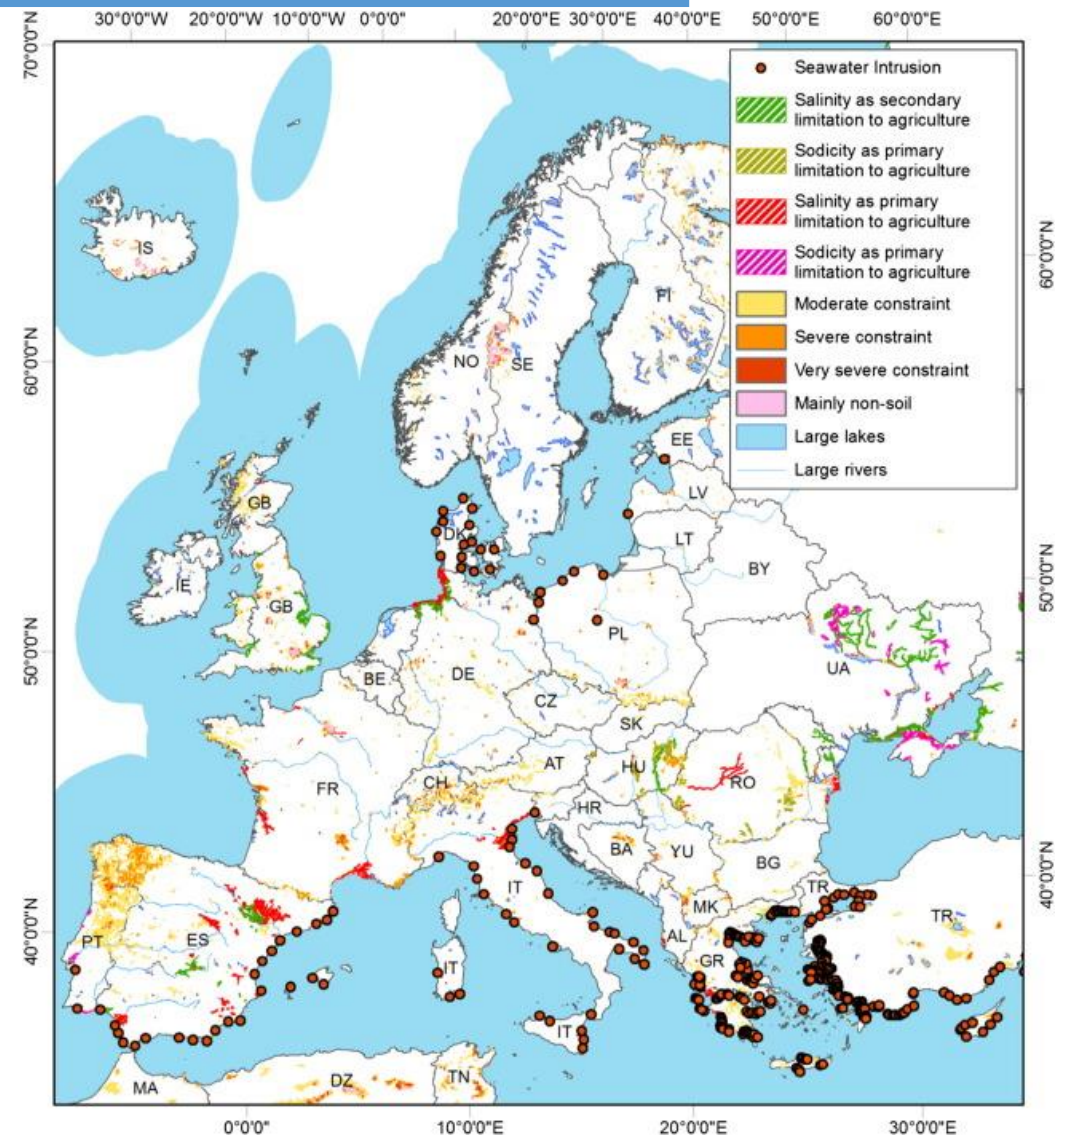 30°0'0"W 20°0'0"W 10°0'0"W 0°0'0" 20°0'0"E 30°0'0"E 40°0'0"E 50°0'0"E 60°0'0"E
70°0'0"N
60°0'0"N
50°0'0"N
40°0'0"N
Seawater Intrusion
Salinity as secondary
limitation to agriculture
Sodicity as primary
limitation to agriculture
Salinity as primary
limitation to agriculture
Sodicity as primary
limitation to agriculture
Moderate constraint
Severe constraint
Very severe constraint
Mainly non-soil
Large lakes
Large rivers
60°0'0"N
50°0'0"N
40°0'0"N
IS
FI
NO
SE
EE
GB
LV
DK
LT
IE
BY
GB
PL
UA
BE
DE
CZ
SK
AT
HU
CH
RO
FR
HR
BA
YU
BG
IT
TR
MK
TR
PT
ES
AL
IT
GR
IT
MA
DZ
TN
0°0'0" 10°0'0"E 20°0'0"E 30°0'0"E